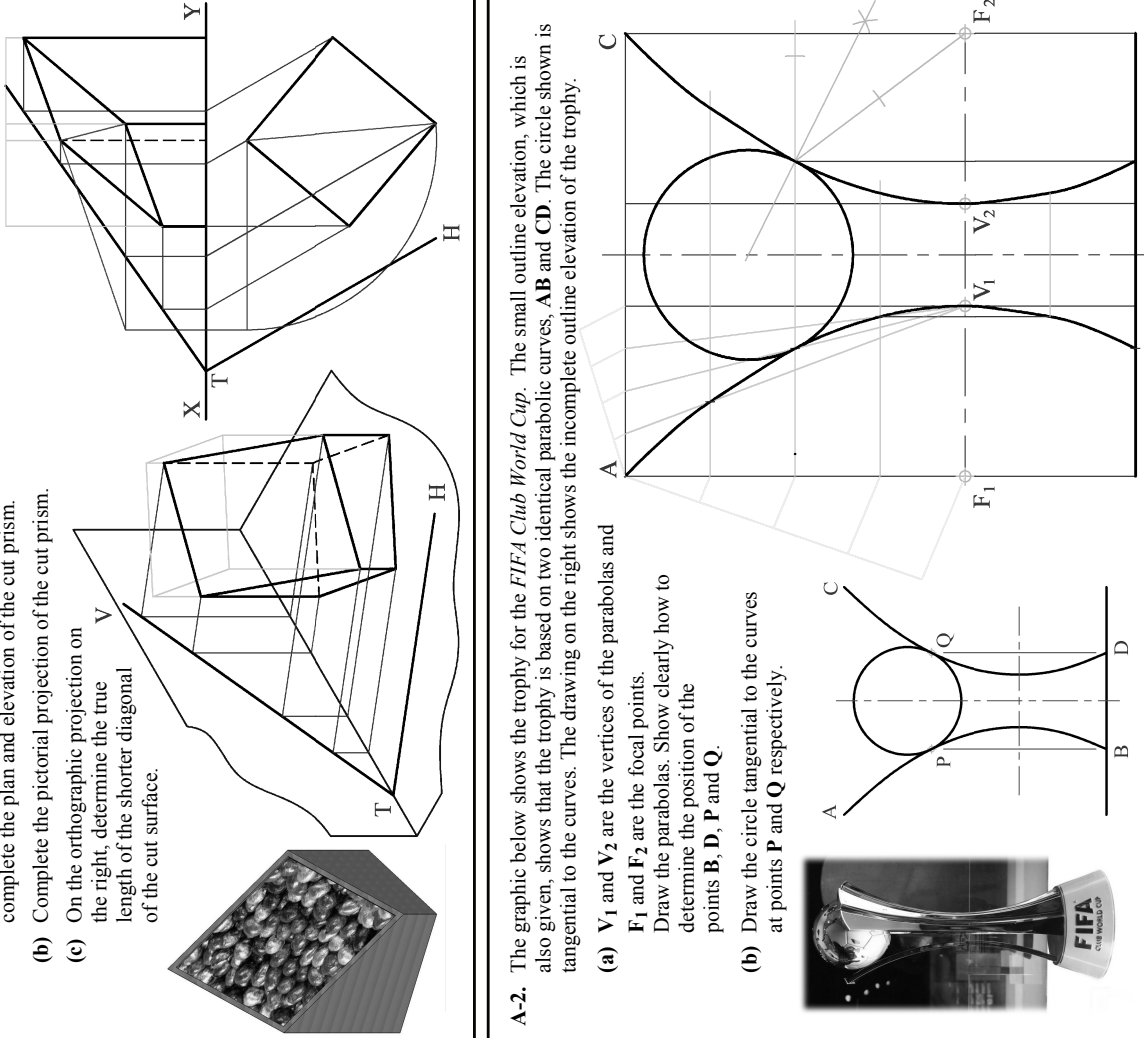 complete the plan and elevation of the cut prism.
(b) Complete the pictorial projection of the cut prism.
(c) On the orthographic projection on
the right, determine the true
length of the shorter diagonal
of the cut surface.
V
T
H
X
Y
T
H
A-2. The graphic below shows the trophy for the FIFA Club World Cup. The small outline elevation, which is
also given, shows that the trophy is based on two identical parabolic curves, AB and CD. The circle shown is
tangential to the curves. The drawing on the right shows the incomplete outline elevation of the trophy.
(a) V1 and V2 are the vertices of the parabolas and
F1 and F2 are the focal points.
Draw the parabolas. Show clearly how to
determine the position of the
points B, D, P and Q.
(b) Draw the circle tangential to the curves
at points P and Q respectively.
FIFA
CLUB WORLD CUP
A
C
P
Q
B
D
A
C
F1
V1
V2
F2